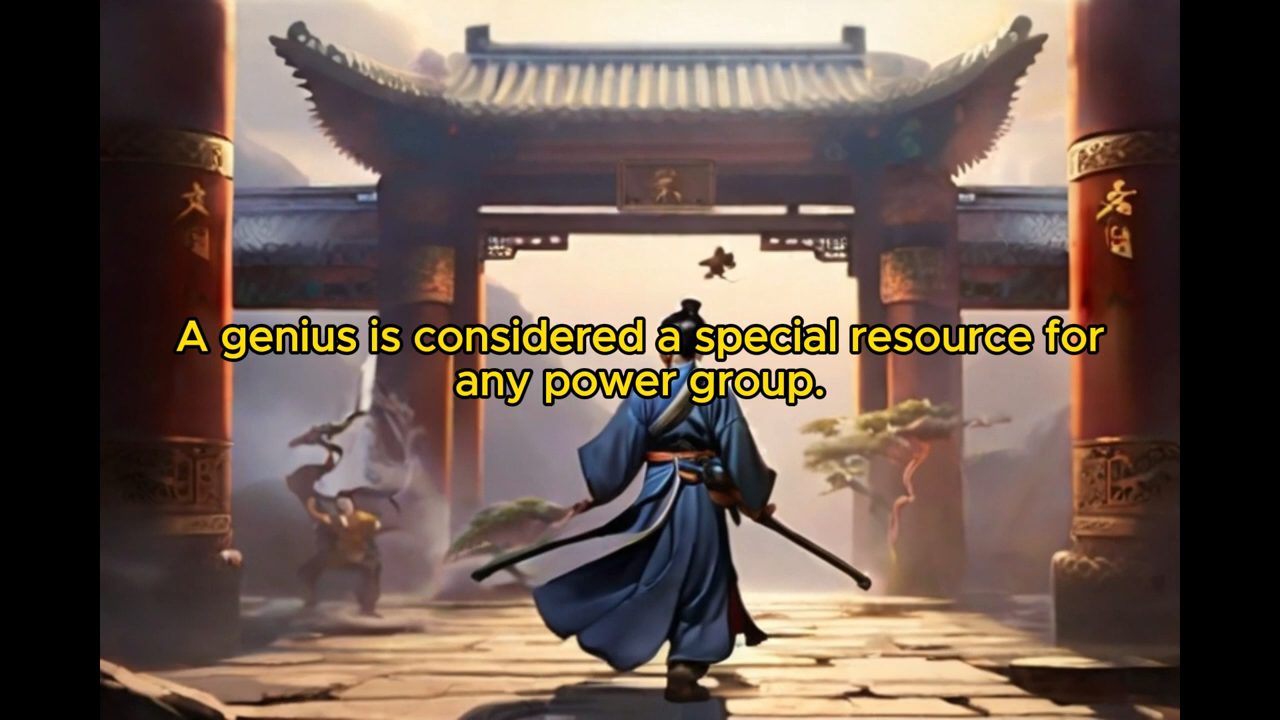 A genius is considered a special resource for
any power group.